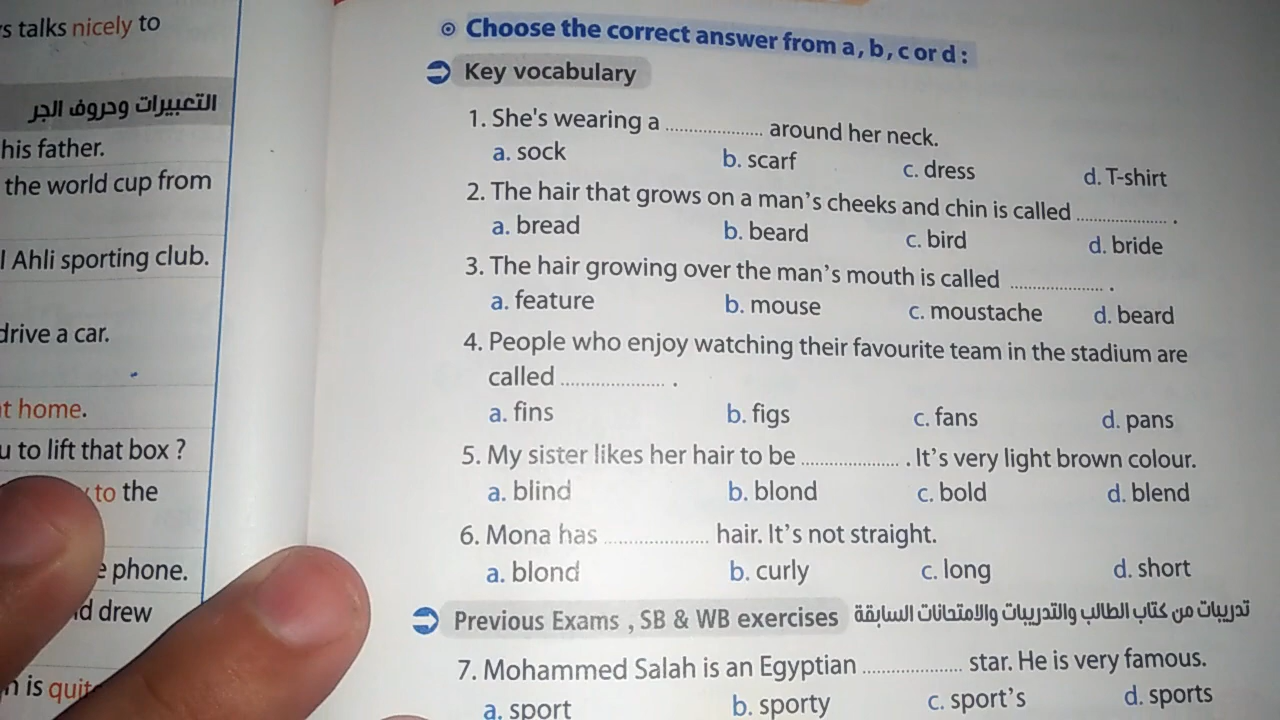 s talks nicely to
التعبيرات وحروف الجر
his father.
the world cup from
l Ahli sporting club.
drive a car.
t home.
u to lift that box ?
to the
phone.
drew
is quit
Choose the correct answer from a, b, c or d :
Key vocabulary
1. She's wearing a .................... around her neck.
a. sock b. scarf c. dress d. T-shirt
2. The hair that grows on a man's cheeks and chin is called .................... .
a. bread b. beard c. bird d. bride
3. The hair growing over the man's mouth is called .................... .
a. feature b. mouse c. moustache d. beard
4. People who enjoy watching their favourite team in the stadium are
called ...................... .
a. fins b. figs c. fans d. pans
5. My sister likes her hair to be .................... . It's very light brown colour.
a. blind b. blond c. bold d. blend
6. Mona has ...................... hair. It's not straight.
a. blond b. curly c. long d. short
Previous Exams , SB & WB exercises تدريبات من كتاب الطالب والتدريبات والامتحانات السابقة
7. Mohammed Salah is an Egyptian .................... star. He is very famous.
a. sport b. sporty c. sport's d. sports